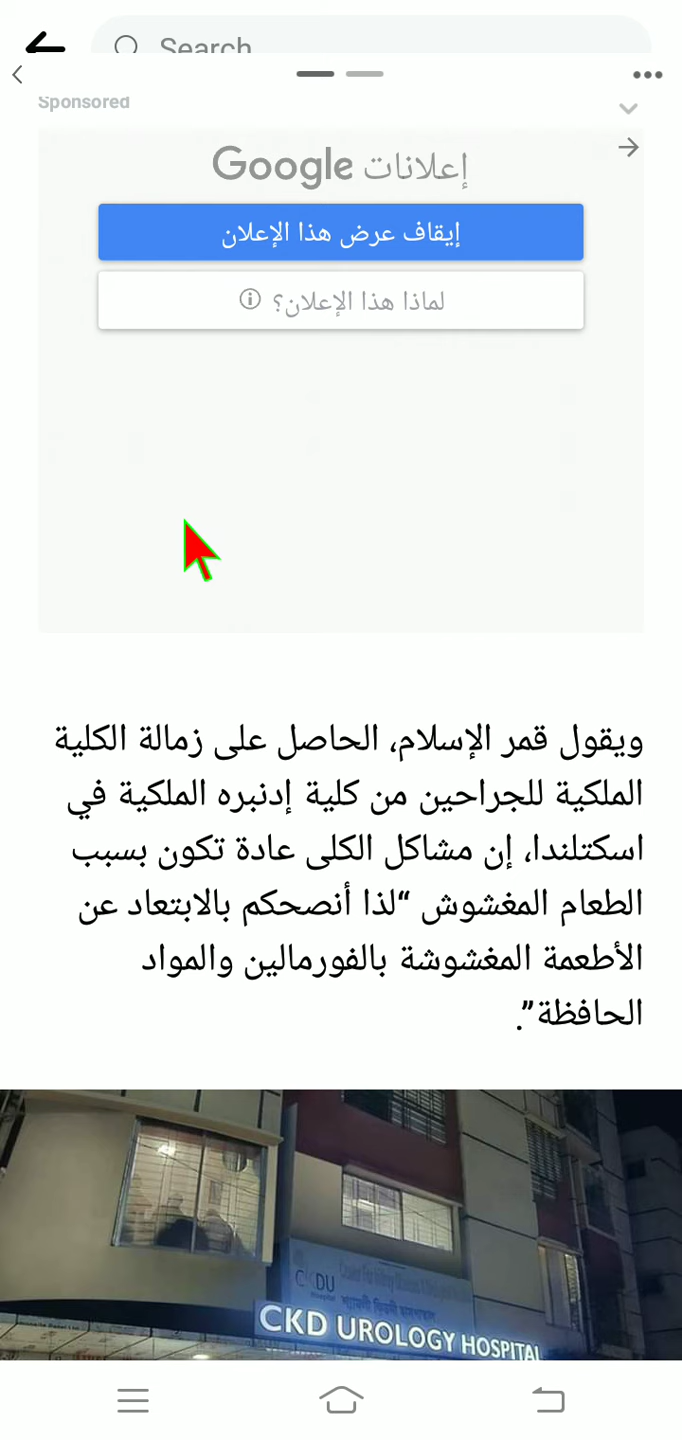 Search
Sponsored
إعلانات Google
إيقاف عرض هذا الإعلان
لماذا هذا الإعلان؟
ويقول قمر الإسلام، الحاصل على زمالة الكلية
الملكية للجراحين من كلية إدنبره الملكية في
اسكتلندا، إن مشاكل الكلى عادة تكون بسبب
الطعام المغشوش “لذا أنصحكم بالابتعاد عن
الأطعمة المغشوشة بالفورمالين والمواد
الحافظة”.
CKDU
CKD UROLOGY HOSPITAL